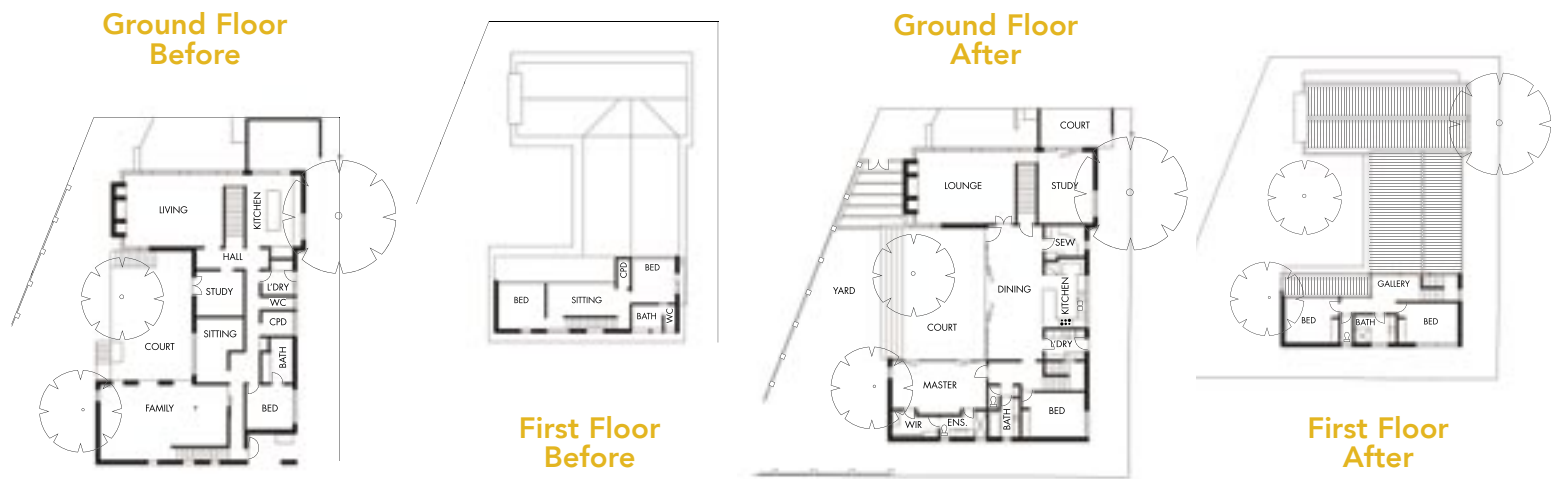 Ground Floor
Before
LIVING
KITCHEN
HALL
STUDY
L'DRY
WC
CPD
SITTING
COURT
BATH
FAMILY
BED
CPD
BED
BED
SITTING
BATH
WC
First Floor
Before
Ground Floor
After
COURT
LOUNGE
STUDY
SEW
YARD
DINING
KITCHEN
COURT
L'DRY
MASTER
WIR
ENS.
BATH
BED
GALLERY
BED
BATH
BED
First Floor
After